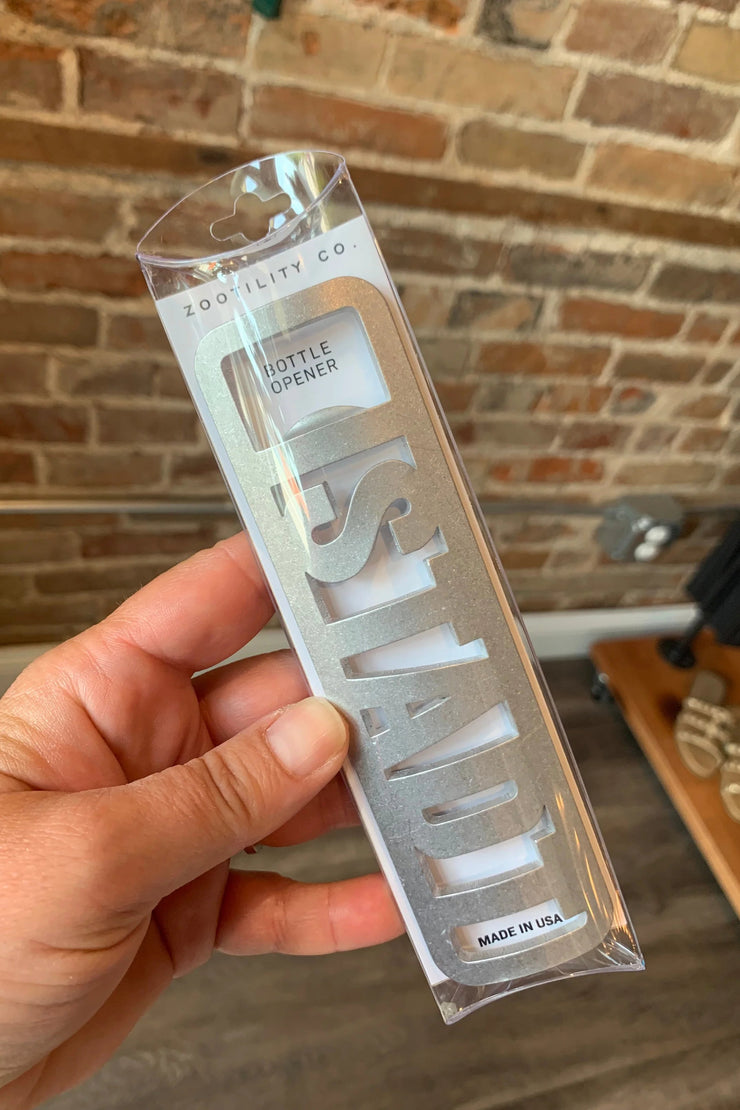 ZOOTILITY CO.
BOTTLE
OPENER
MADE IN USA